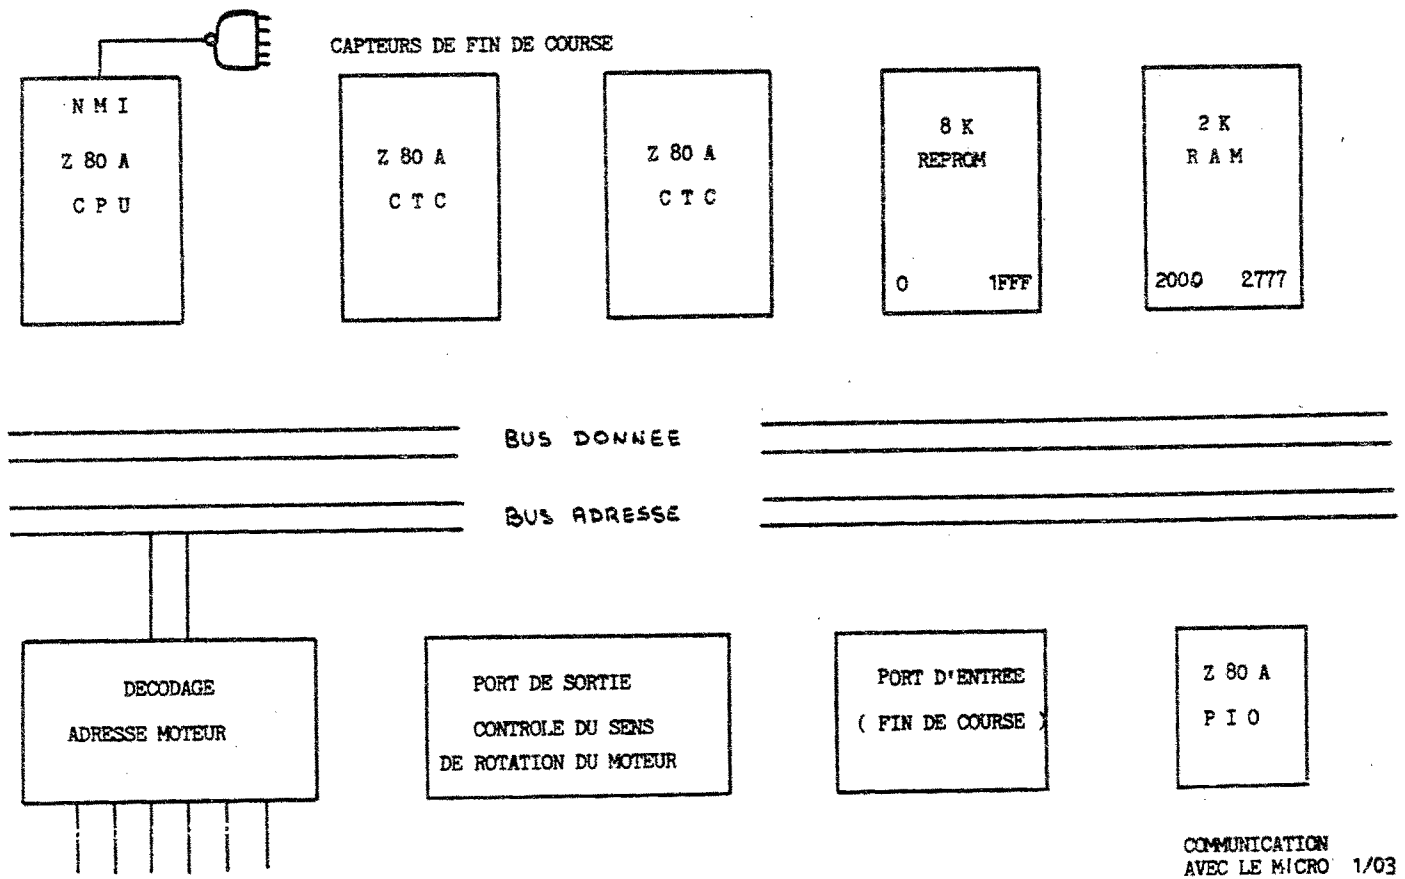 CAPTEURS DE FIN DE COURSE
N M I
Z 80 A
C P U
Z 80 A
C T C
Z 80 A
C T C
8 K
REPROM
0 1FFF
2 K
R A M
2000 2777
BUS DONNEE
BUS ADRESSE
DECODAGE
ADRESSE MOTEUR
PORT DE SORTIE
CONTROLE DU SENS
DE ROTATION DU MOTEUR
PORT D'ENTREE
( FIN DE COURSE )
Z 80 A
P I O
COMMUNICATION
AVEC LE MICRO 1/03